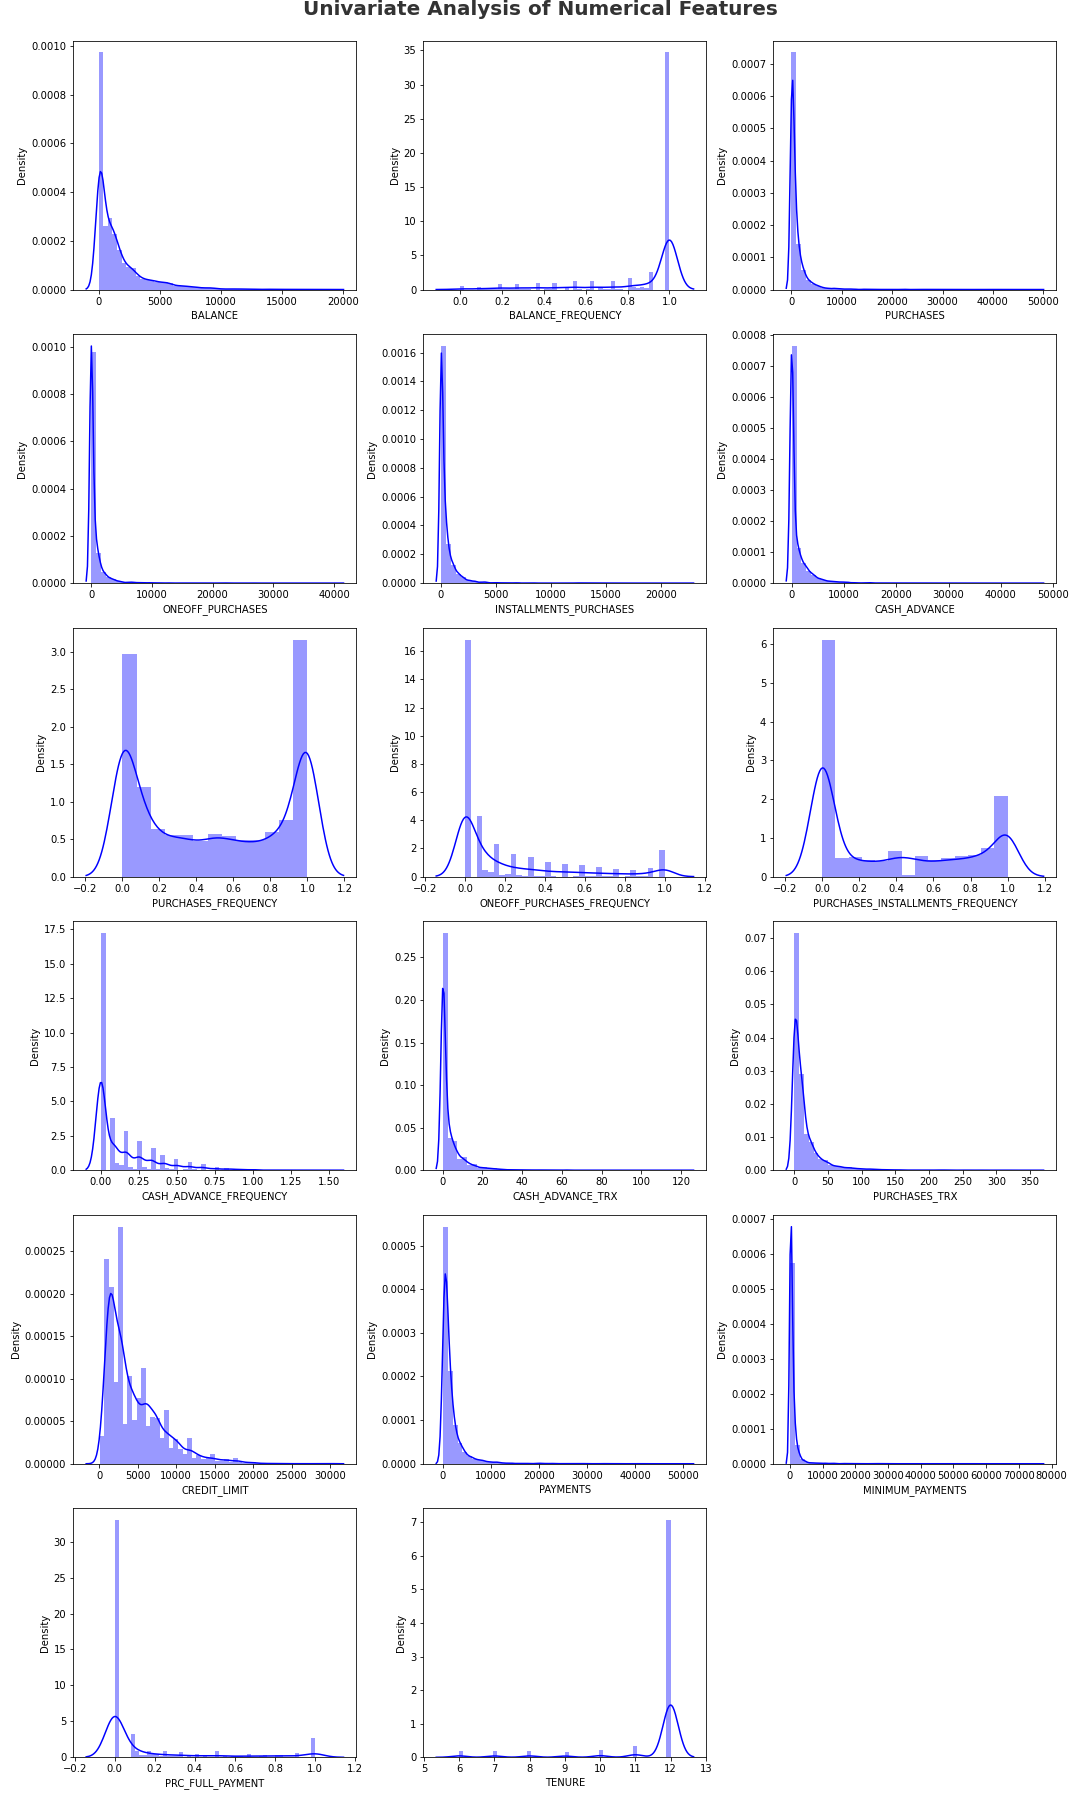 Univariate Analysis of Numerical Features
0.0010
0.0008
0.0006
0.0004
0.0002
0.0000
Density
0 5000 10000 15000 20000
BALANCE
35
30
25
20
15
10
5
0
Density
0.0 0.2 0.4 0.6 0.8 1.0
BALANCE_FREQUENCY
0.0007
0.0006
0.0005
0.0004
0.0003
0.0002
0.0001
0.0000
Density
0 10000 20000 30000 40000 50000
PURCHASES
0.0010
0.0008
0.0006
0.0004
0.0002
0.0000
Density
0 10000 20000 30000 40000
ONEOFF_PURCHASES
0.0016
0.0014
0.0012
0.0010
0.0008
0.0006
0.0004
0.0002
0.0000
Density
0 5000 10000 15000 20000
INSTALLMENTS_PURCHASES
0.0008
0.0007
0.0006
0.0005
0.0004
0.0003
0.0002
0.0001
0.0000
Density
0 10000 20000 30000 40000 50000
CASH_ADVANCE
3.0
2.5
2.0
1.5
1.0
0.5
0.0
Density
−0.2 0.0 0.2 0.4 0.6 0.8 1.0 1.2
PURCHASES_FREQUENCY
16
14
12
10
8
6
4
2
0
Density
−0.2 0.0 0.2 0.4 0.6 0.8 1.0 1.2
ONEOFF_PURCHASES_FREQUENCY
6
5
4
3
2
1
0
Density
−0.2 0.0 0.2 0.4 0.6 0.8 1.0 1.2
PURCHASES_INSTALLMENTS_FREQUENCY
17.5
15.0
12.5
10.0
7.5
5.0
2.5
0.0
Density
0.00 0.25 0.50 0.75 1.00 1.25 1.50
CASH_ADVANCE_FREQUENCY
0.25
0.20
0.15
0.10
0.05
0.00
Density
0 20 40 60 80 100 120
CASH_ADVANCE_TRX
0.07
0.06
0.05
0.04
0.03
0.02
0.01
0.00
Density
0 50 100 150 200 250 300 350
PURCHASES_TRX
0.00025
0.00020
0.00015
0.00010
0.00005
0.00000
Density
0 5000 10000 15000 20000 25000 30000
CREDIT_LIMIT
0.0005
0.0004
0.0003
0.0002
0.0001
0.0000
Density
0 10000 20000 30000 40000 50000
PAYMENTS
0.0007
0.0006
0.0005
0.0004
0.0003
0.0002
0.0001
0.0000
Density
0 10000 20000 30000 40000 50000 60000 70000 80000
MINIMUM_PAYMENTS
30
25
20
15
10
5
0
Density
−0.2 0.0 0.2 0.4 0.6 0.8 1.0 1.2
PRC_FULL_PAYMENT
7
6
5
4
3
2
1
0
Density
5 6 7 8 9 10 11 12 13
TENURE